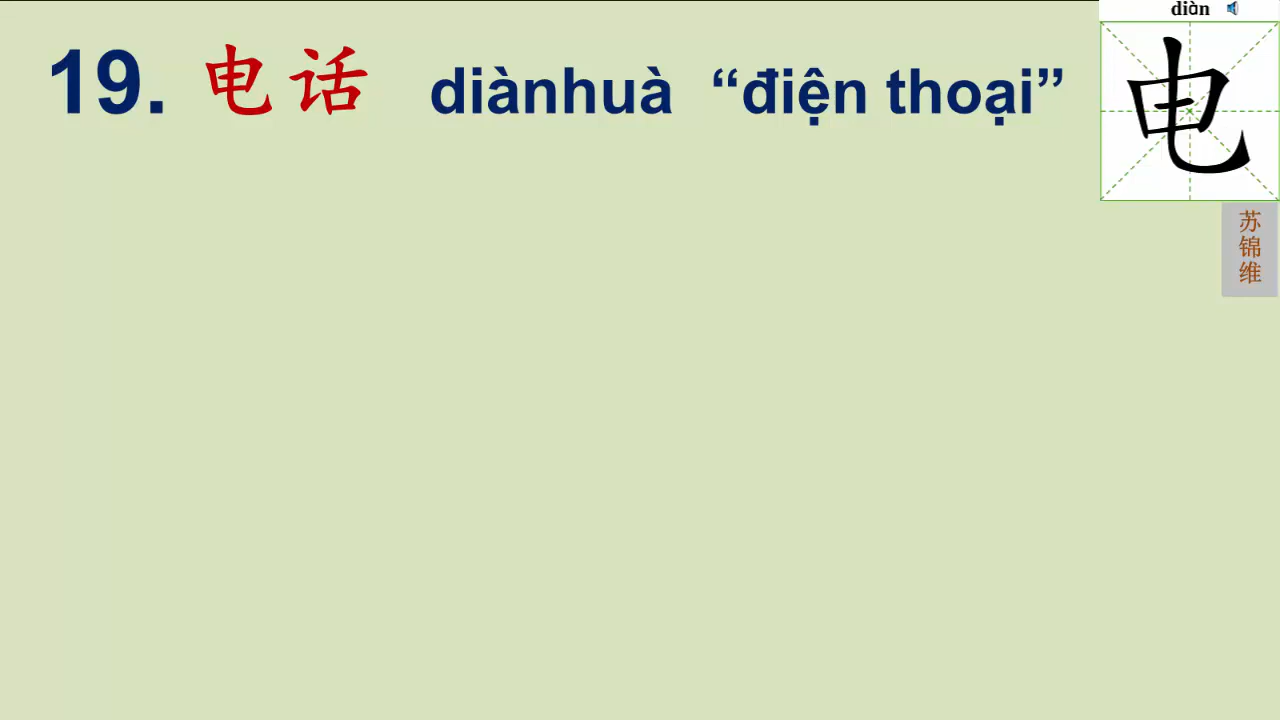 19. 电话 diànhuà “điện thoại”
diàn
电
苏
锦
维